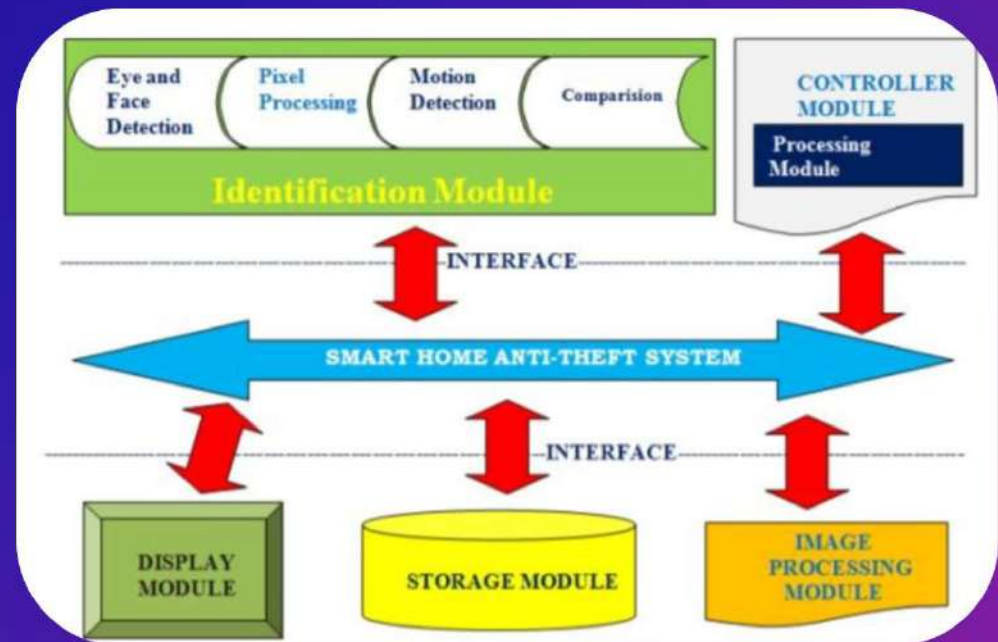 Eye and
Face
Detection
Pixel
Processing
Motion
Detection
Comparision
Identification Module
CONTROLLER
MODULE
Processing
Module
INTERFACE
SMART HOME ANTI-THEFT SYSTEM
INTERFACE
DISPLAY
MODULE
STORAGE MODULE
IMAGE
PROCESSING
MODULE